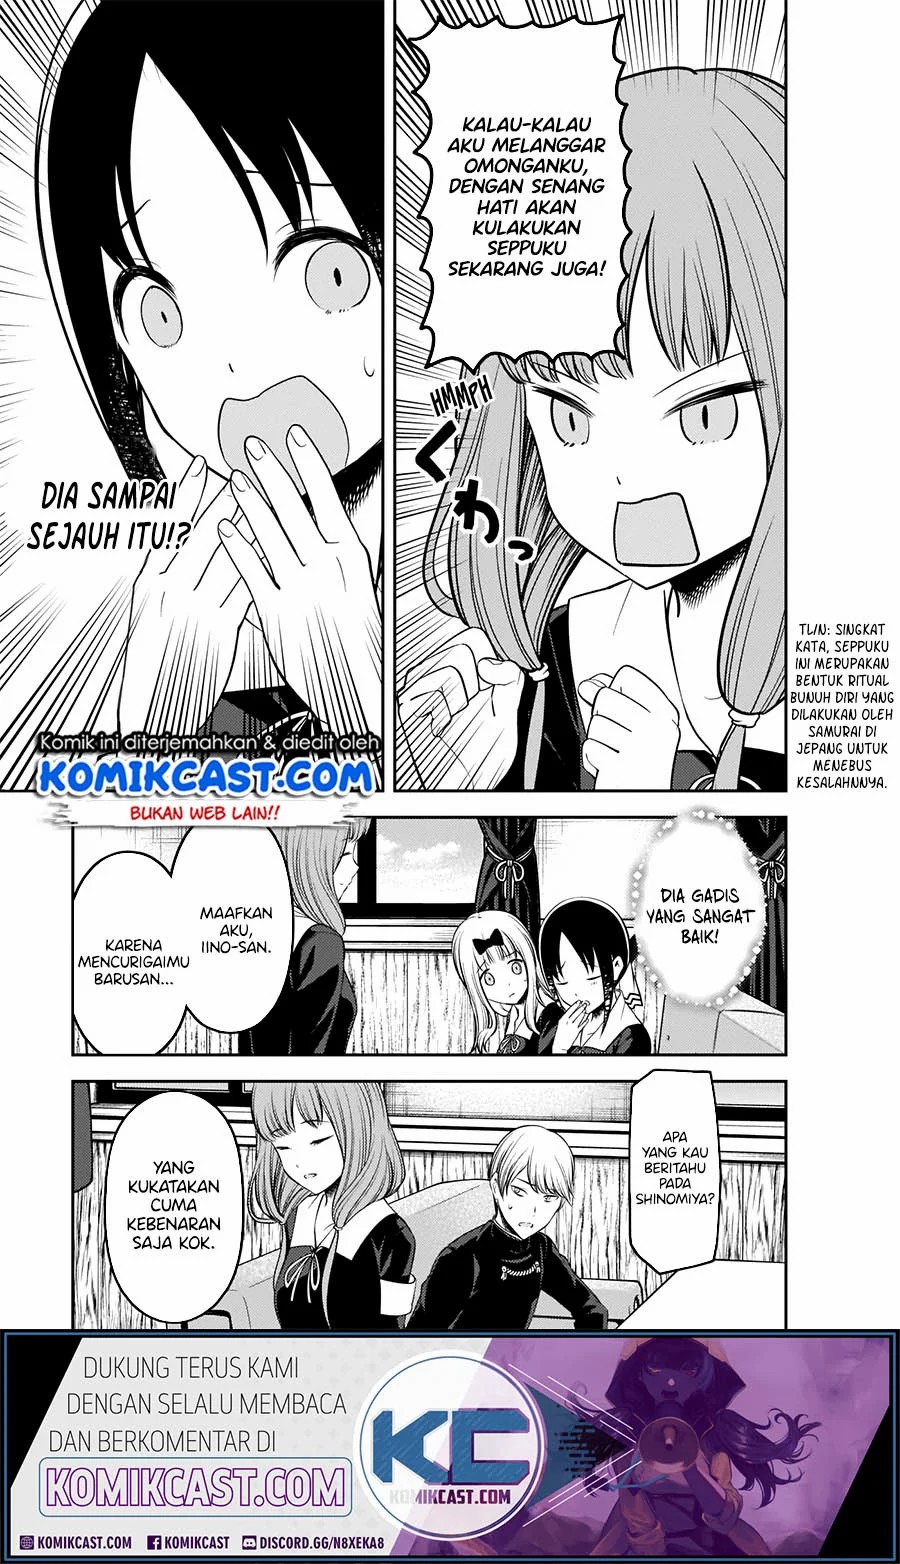 KALAU-KALAU
AKU MELANGGAR
OMONGANKU,
DENGAN SENANG
HATI AKAN
KULAKUKAN
SEPPUKU
SEKARANG JUGA!
HMMPH
くわっ
DIA SAMPAI
SEJAUH ITU!?
TL/N: SINGKAT
KATA, SEPPUKU
INI MERUPAKAN
BENTUK RITUAL
BUNUH DIRI YANG
DILAKUKAN OLEH
SAMURAI DI
JEPANG UNTUK
MENEBUS
KESALAHNNYA.
Komik ini diterjemahkan & diedit oleh
KOMIKCAST.COM
BUKAN WEB LAIN!!
DIA GADIS
YANG SANGAT
BAIK!
MAAFKAN
AKU,
IINO-SAN.
KARENA
MENCURIGAIMU
BARUSAN...
APA
YANG KAU
BERITAHU
PADA
SHINOMIYA?
YANG
KUKATAKAN
CUMA
KEBENARAN
SAJA KOK.
DUKUNG TERUS KAMI
DENGAN SELALU MEMBACA
DAN BERKOMENTAR DI
KOMIKCAST.COM
KOMIKCAST.COM KOMIKCAST DISCORD.GG/N8XEKA8
KC
KOMIKCAST.COM